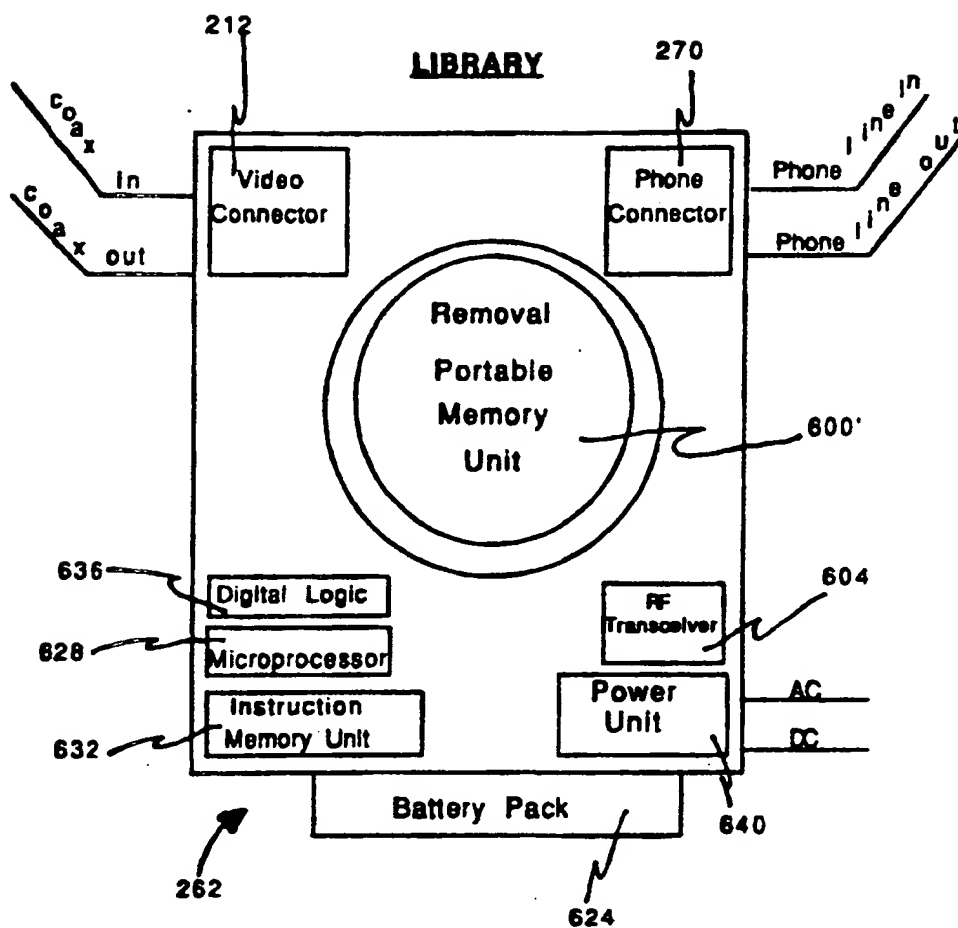 212
LIBRARY
270
coax in
coax out
Video
Connector
Phone
Connector
Phone line in
Phone line out
Removal
Portable
Memory
Unit
600'
636
Digital Logic
628
Microprocessor
632
Instruction
Memory Unit
RF
Transceiver
604
Power
Unit
AC
DC
640
Battery Pack
262
624